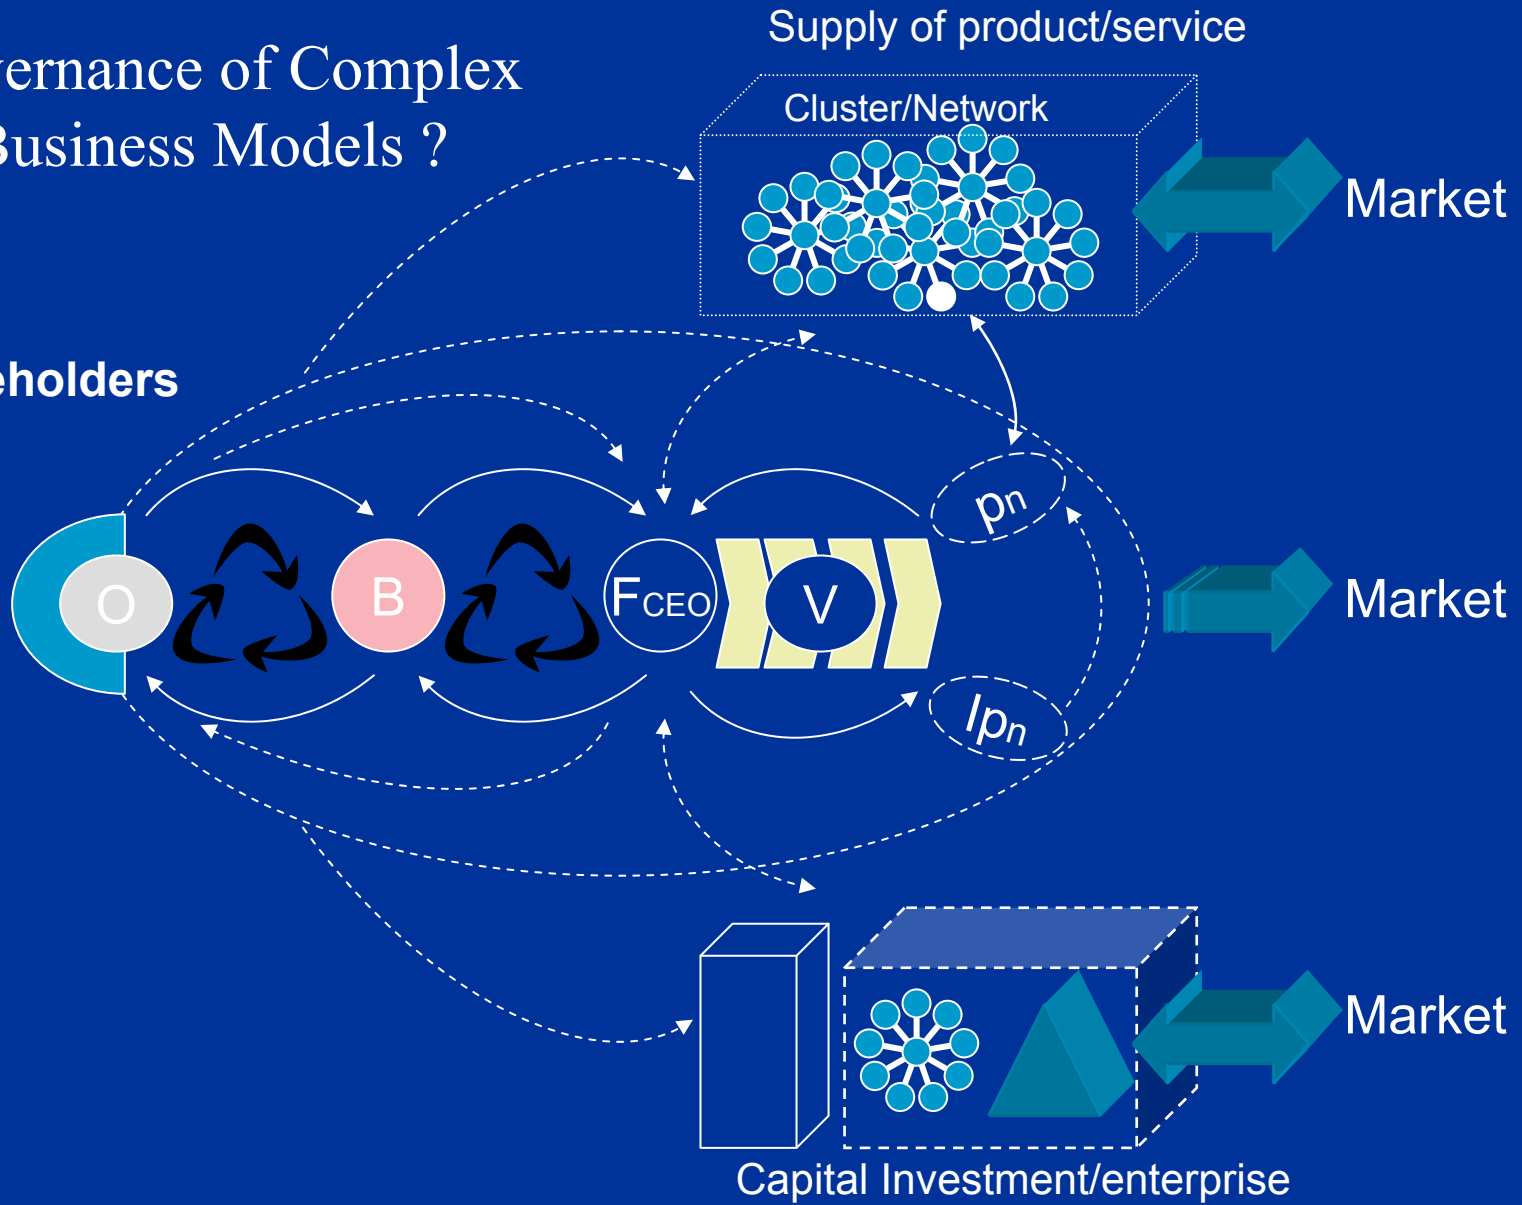 Supply of product/service
vernance of Complex
Business Models ?
Cluster/Network
Market
eholders
pn
O
B
FCEO
V
Market
Ipn
Market
Capital Investment/enterprise